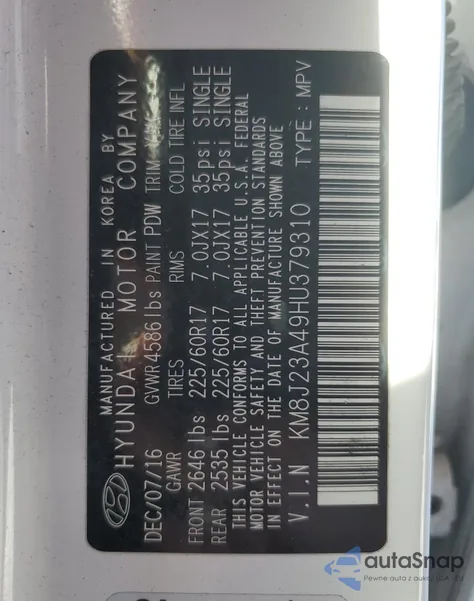 MANUFACTURED IN KOREA BY
HYUNDAI MOTOR COMPANY
DEC/07/16 GVWR 4586 lbs PAINT PDW TRIM
GAWR TIRES RIMS COLD TIRE INFL
FRONT 2646 lbs 225/60R17 7.0JX17 35psi SINGLE
REAR 2535 lbs 225/60R17 7.0JX17 35psi SINGLE
THIS VEHICLE CONFORMS TO ALL APPLICABLE U.S.A. FEDERAL
MOTOR VEHICLE SAFETY AND THEFT PREVENTION STANDARDS
IN EFFECT ON THE DATE OF MANUFACTURE SHOWN ABOVE
V.I.N KM8J23A49HU379310 TYPE : MPV
autoSnap
Pewne auta z